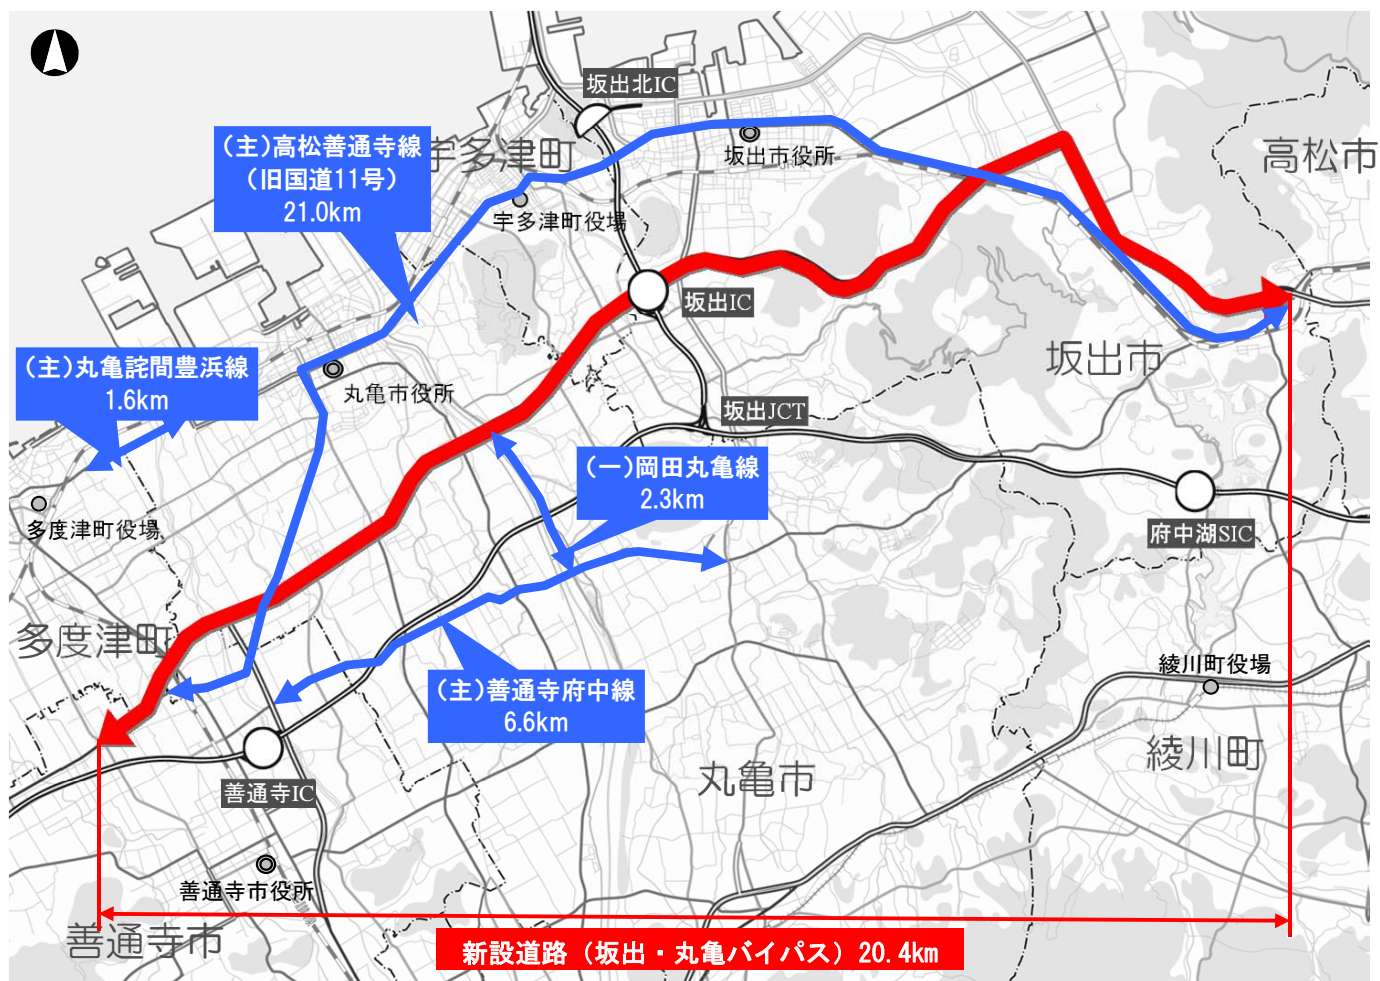 坂出北IC
(主)高松善通寺線
(旧国道11号)
21.0km
宇多津町
坂出市役所
高松市
宇多津町役場
坂出IC
(主)丸亀詫間豊浜線
1.6km
丸亀市役所
坂出市
坂出JCT
(一)岡田丸亀線
2.3km
多度津町役場
府中湖SIC
多度津町
(主)善通寺府中線
6.6km
綾川町役場
綾川町
丸亀市
善通寺IC
善通寺市役所
善通寺市
新設道路(坂出・丸亀バイパス)20.4km